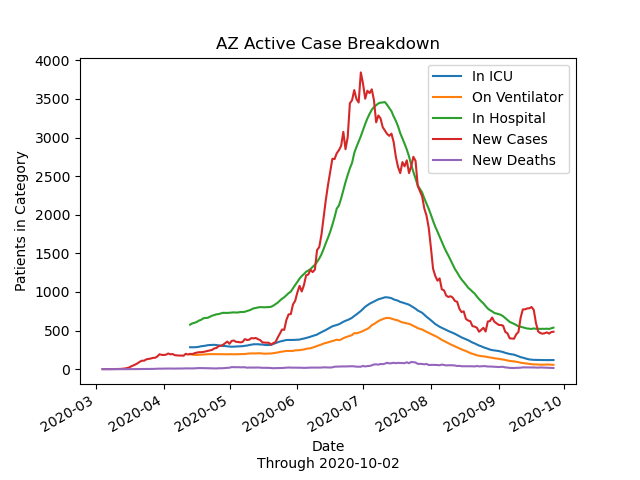 AZ Active Case Breakdown
In ICU
On Ventilator
In Hospital
New Cases
New Deaths
Patients in Category
4000
3500
3000
2500
2000
1500
1000
500
0
2020-03
2020-04
2020-05
2020-06
2020-07
2020-08
2020-09
2020-10
Date
Through 2020-10-02